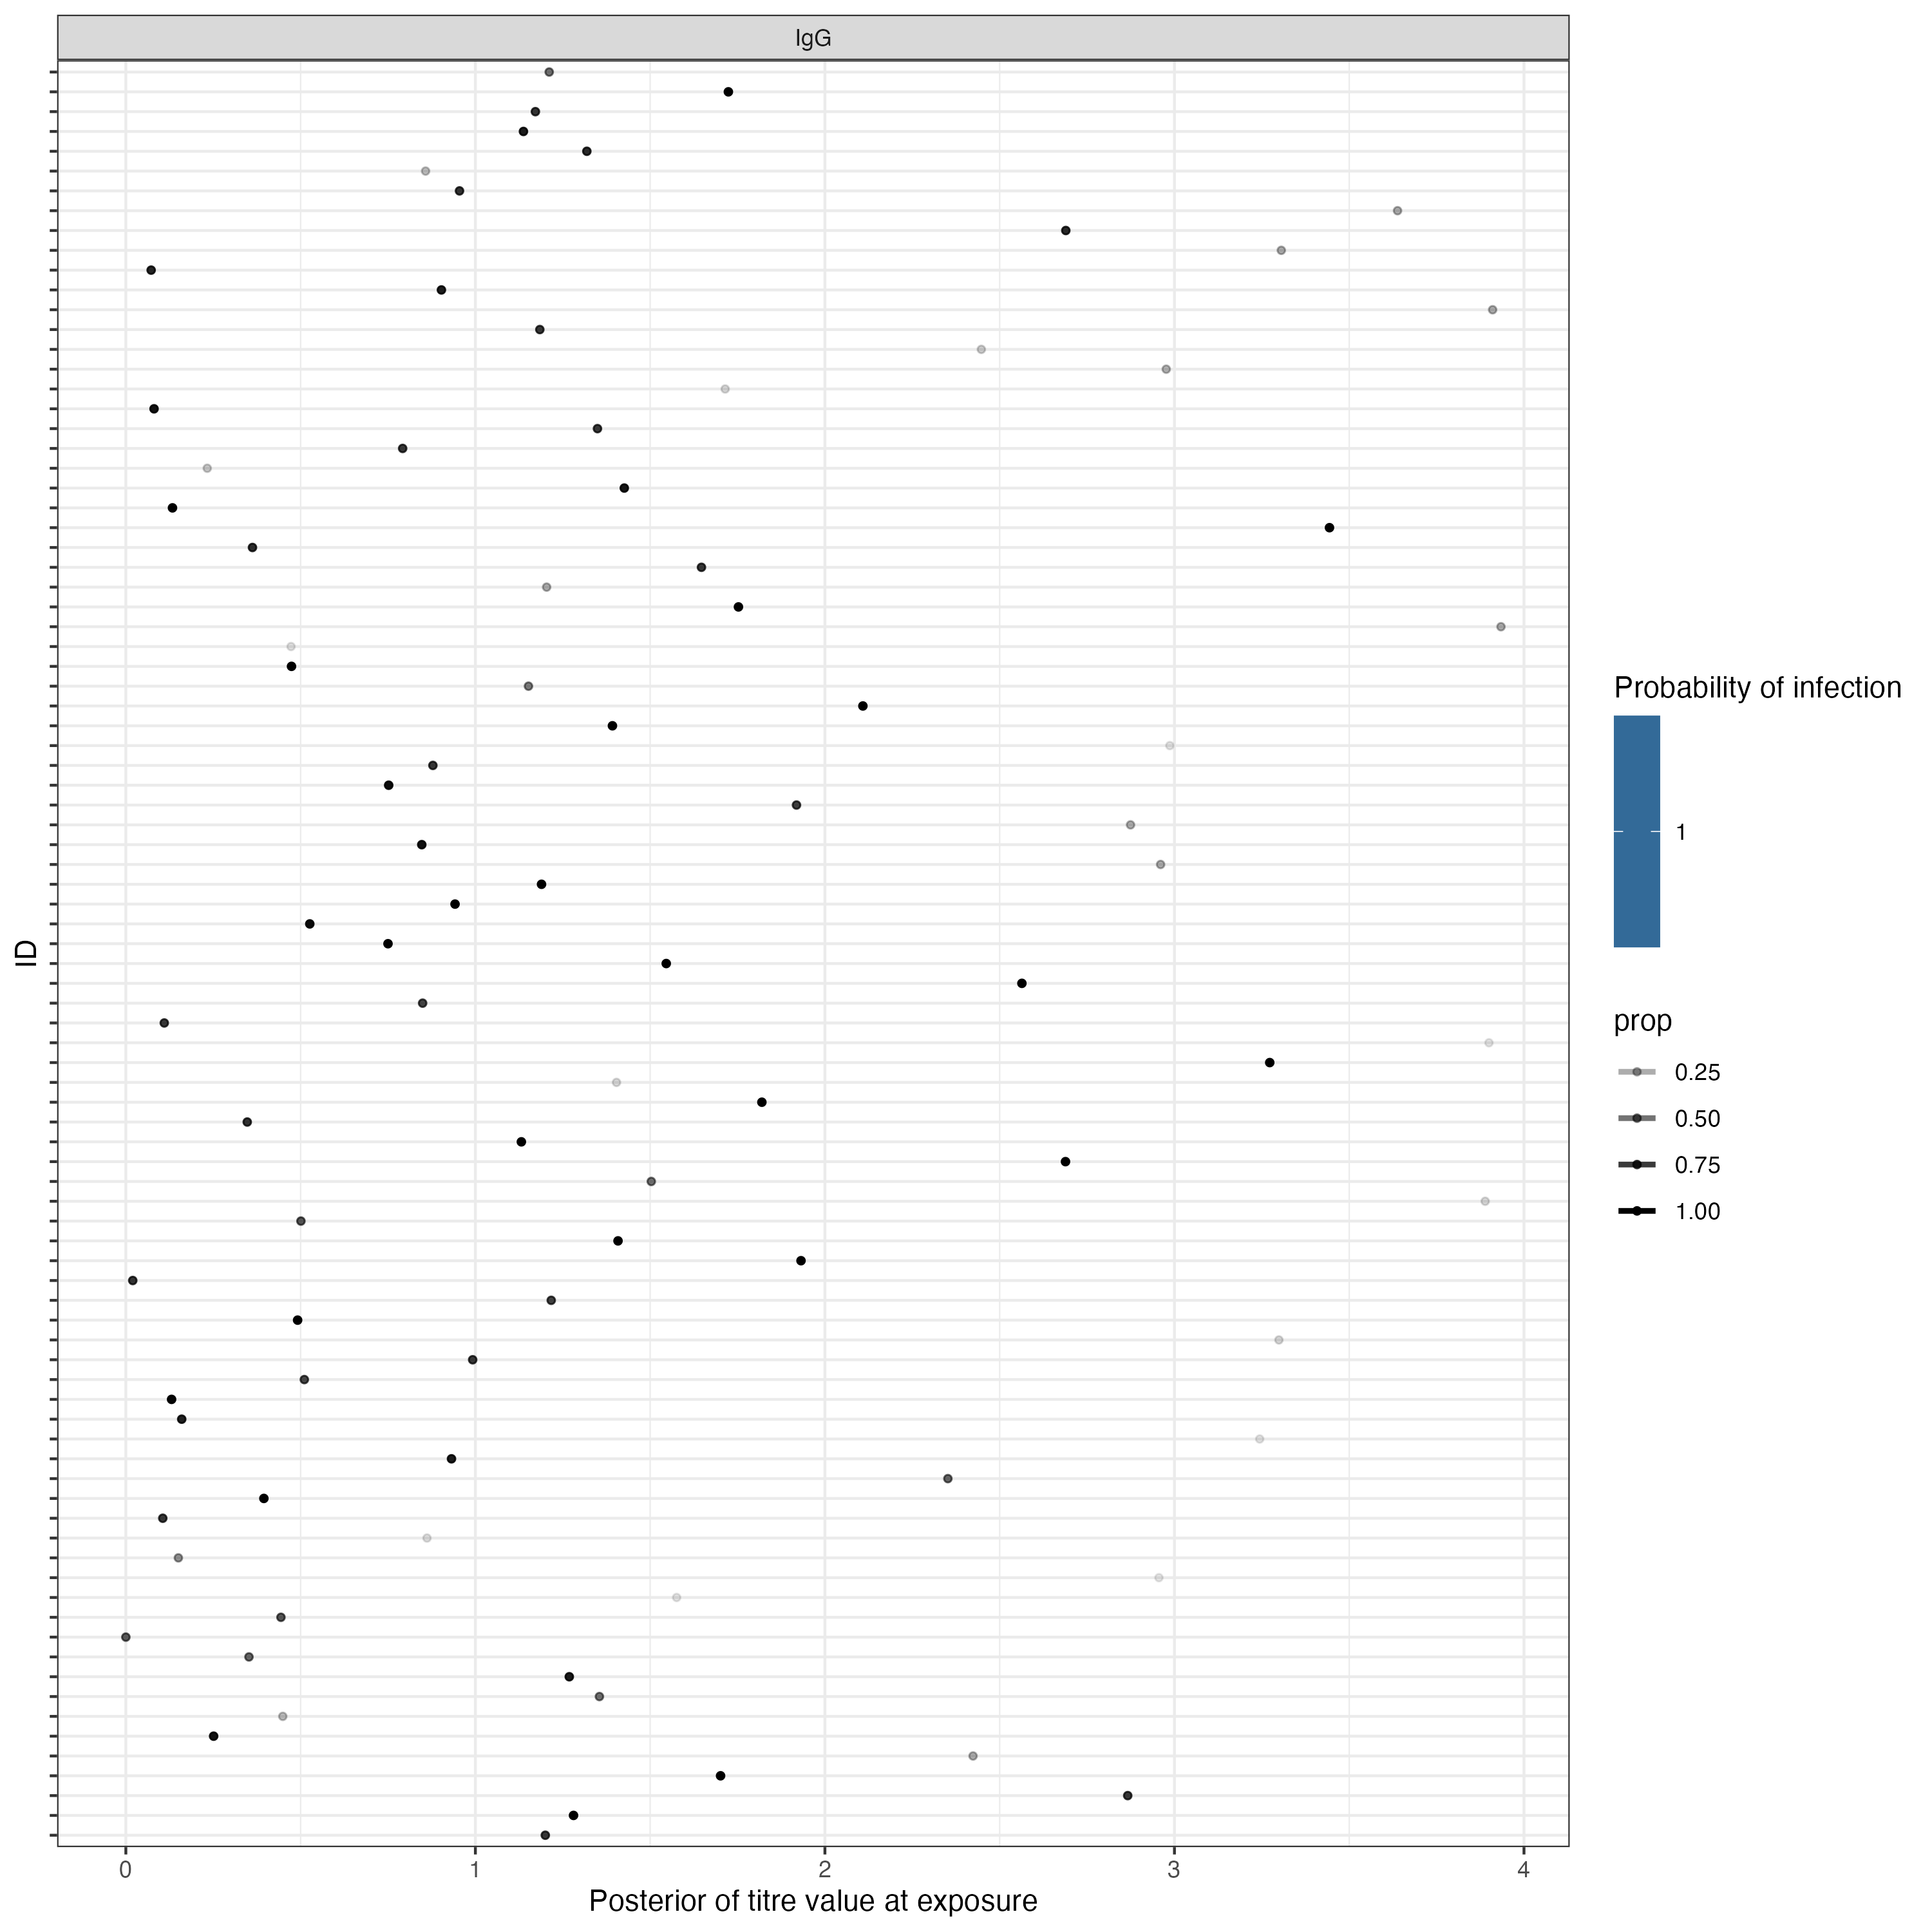 IgG
ID
0 1 2 3 4
Posterior of titre value at exposure
Probability of infection
1
prop
0.25
0.50
0.75
1.00